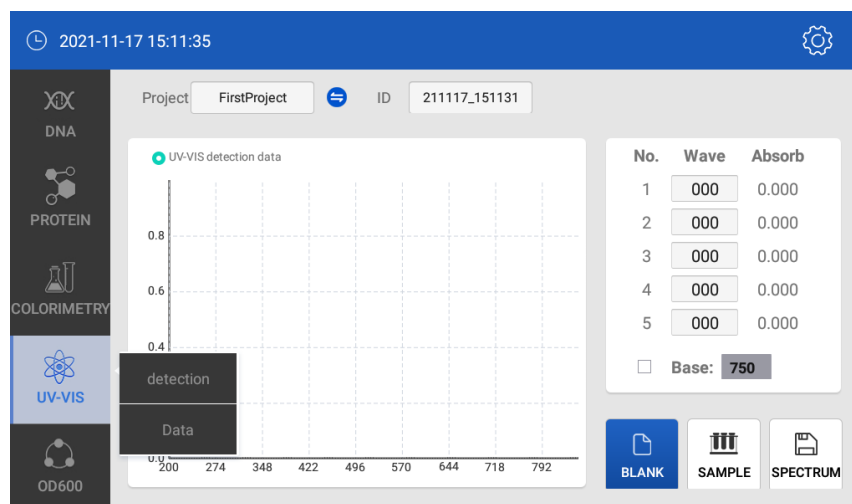 2021-11-17 15:11:35
DNA
PROTEIN
COLORIMETRY
UV-VIS
OD600
Project FirstProject ID 211117_151131
UV-VIS detection data
0.8
0.6
0.4
0.0
200 274 348 422 496 570 644 718 792
detection
Data
No. Wave Absorb
1 000 0.000
2 000 0.000
3 000 0.000
4 000 0.000
5 000 0.000
Base: 750
BLANK SAMPLE SPECTRUM